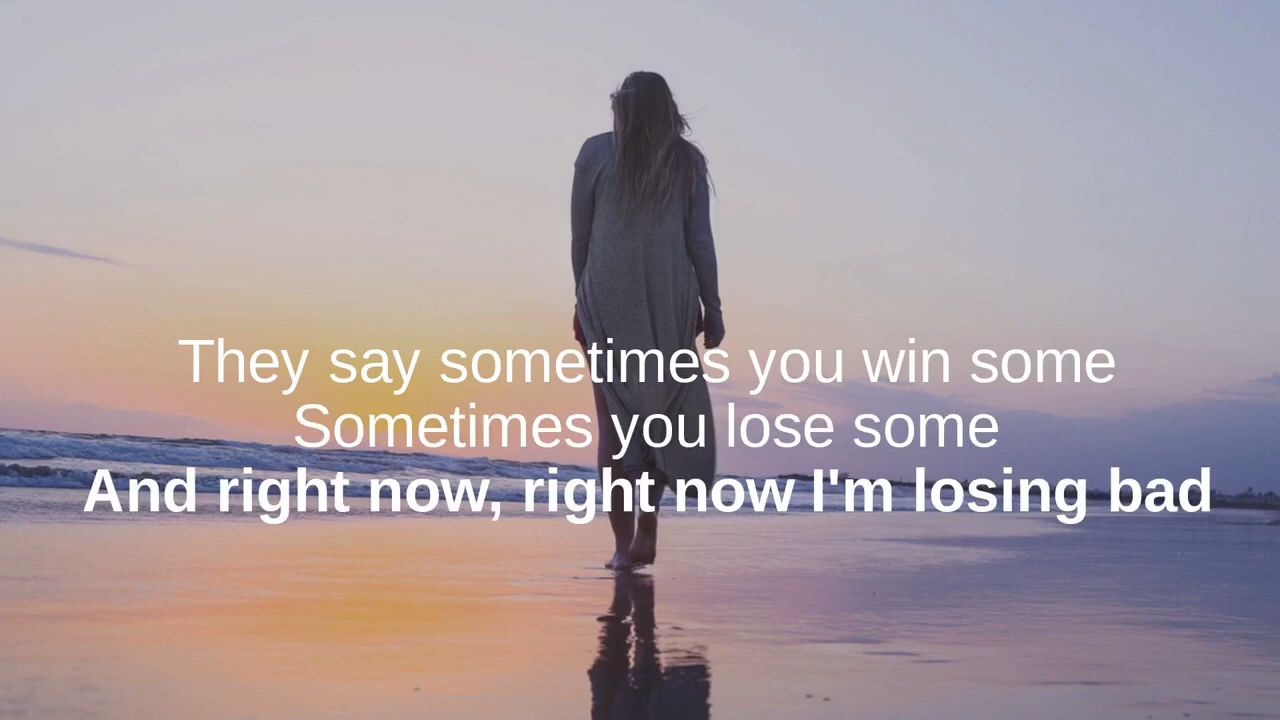 They say sometimes you win some
Sometimes you lose some
And right now, right now I'm losing bad